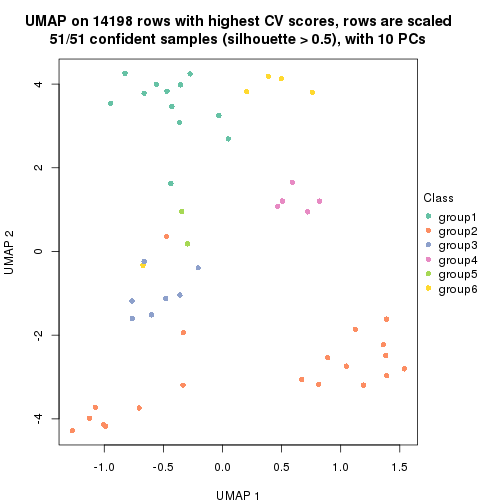 UMAP on 14198 rows with highest CV scores, rows are scaled
51/51 confident samples (silhouette > 0.5), with 10 PCs
4
2
0
-2
-4
UMAP 2
-1.0
-0.5
0.0
0.5
1.0
1.5
UMAP 1
Class
group1
group2
group3
group4
group5
group6